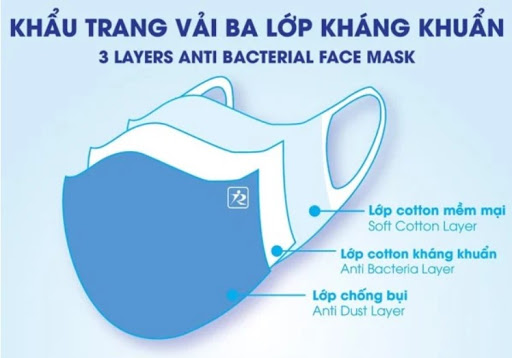 KHẨU TRANG VẢI BA LỚP KHÁNG KHUẨN
3 LAYERS ANTI BACTERIAL FACE MASK
Lớp cotton mềm mại
Soft Cotton Layer
Lớp cotton kháng khuẩn
Anti Bacteria Layer
Lớp chống bụi
Anti Dust Layer